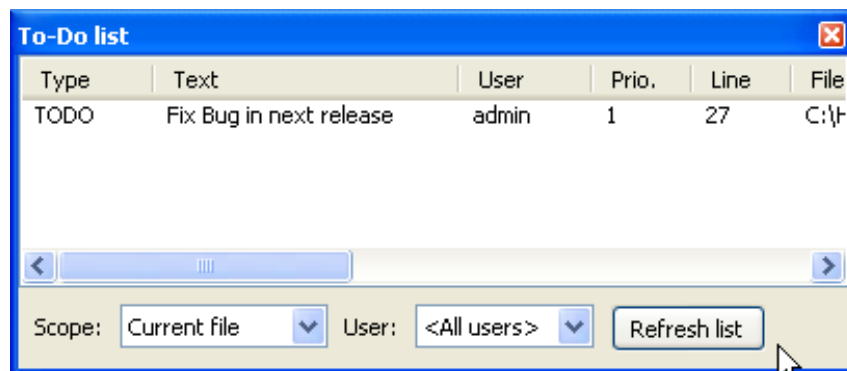 To-Do list
Type Text User Prio. Line File
TODO Fix Bug in next release admin 1 27 C:\H
Scope: Current file User: <All users> Refresh list